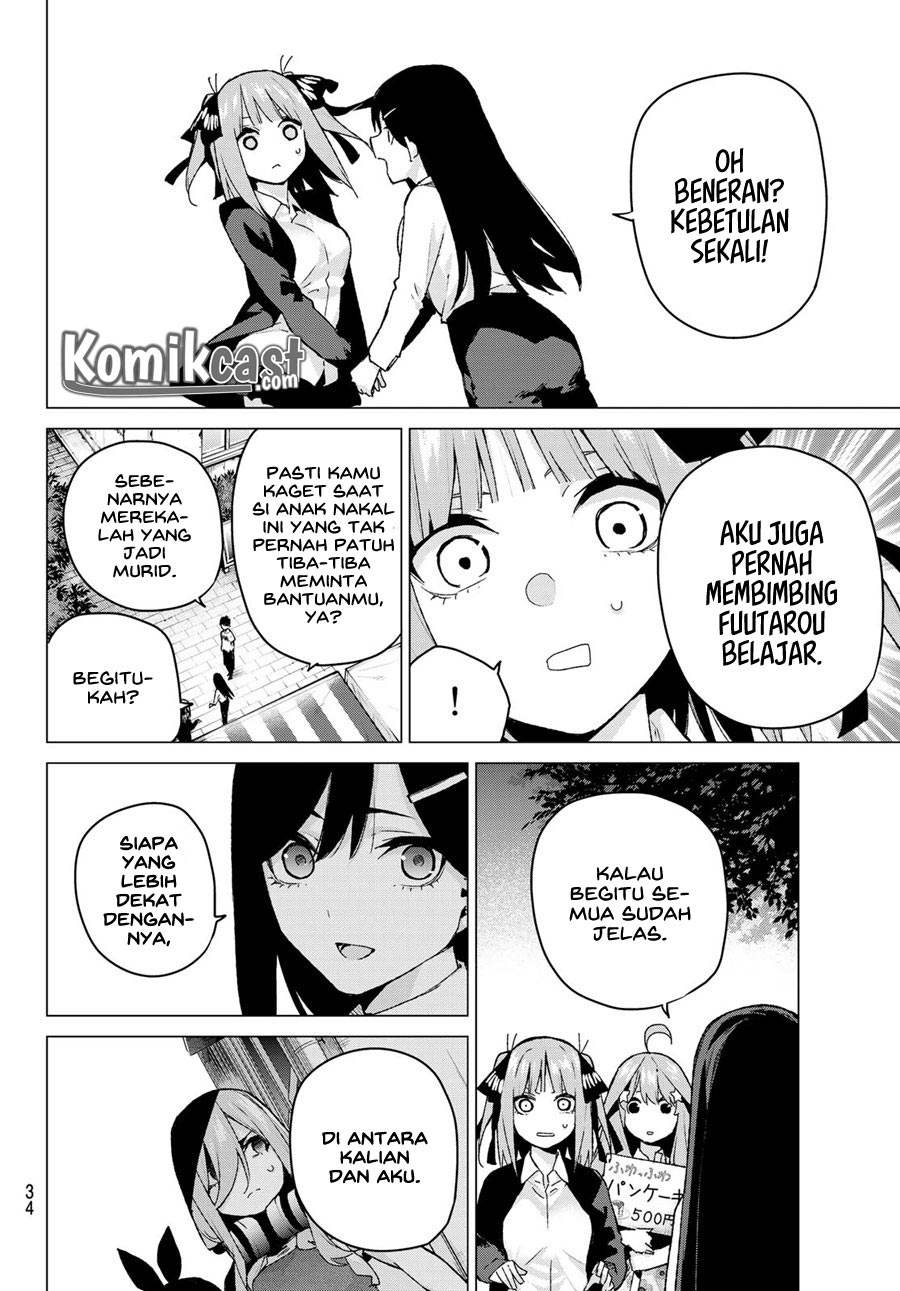 OH
BENERAN?
KEBETULAN
SEKALI!
Komikcast
.com
AKU JUGA
PERNAH
MEMBIMBING
FUUTAROU
BELAJAR.
!
PASTI KAMU
KAGET SAAT
SI ANAK NAKAL
INI YANG TAK
PERNAH PATUH
TIBA-TIBA
MEMINTA
BANTUANMU,
YA?
SEBE-
NARNYA
MEREKA-
LAH YANG
JADI
MURID.
BEGITU-
KAH?
KALAU
BEGITU SE-
MUA SUDAH
JELAS.
ふわふわ
パンケーキ
500円
SIAPA
YANG
LEBIH
DEKAT
DENGAN-
NYA,
DI ANTARA
KALIAN
DAN AKU.
34